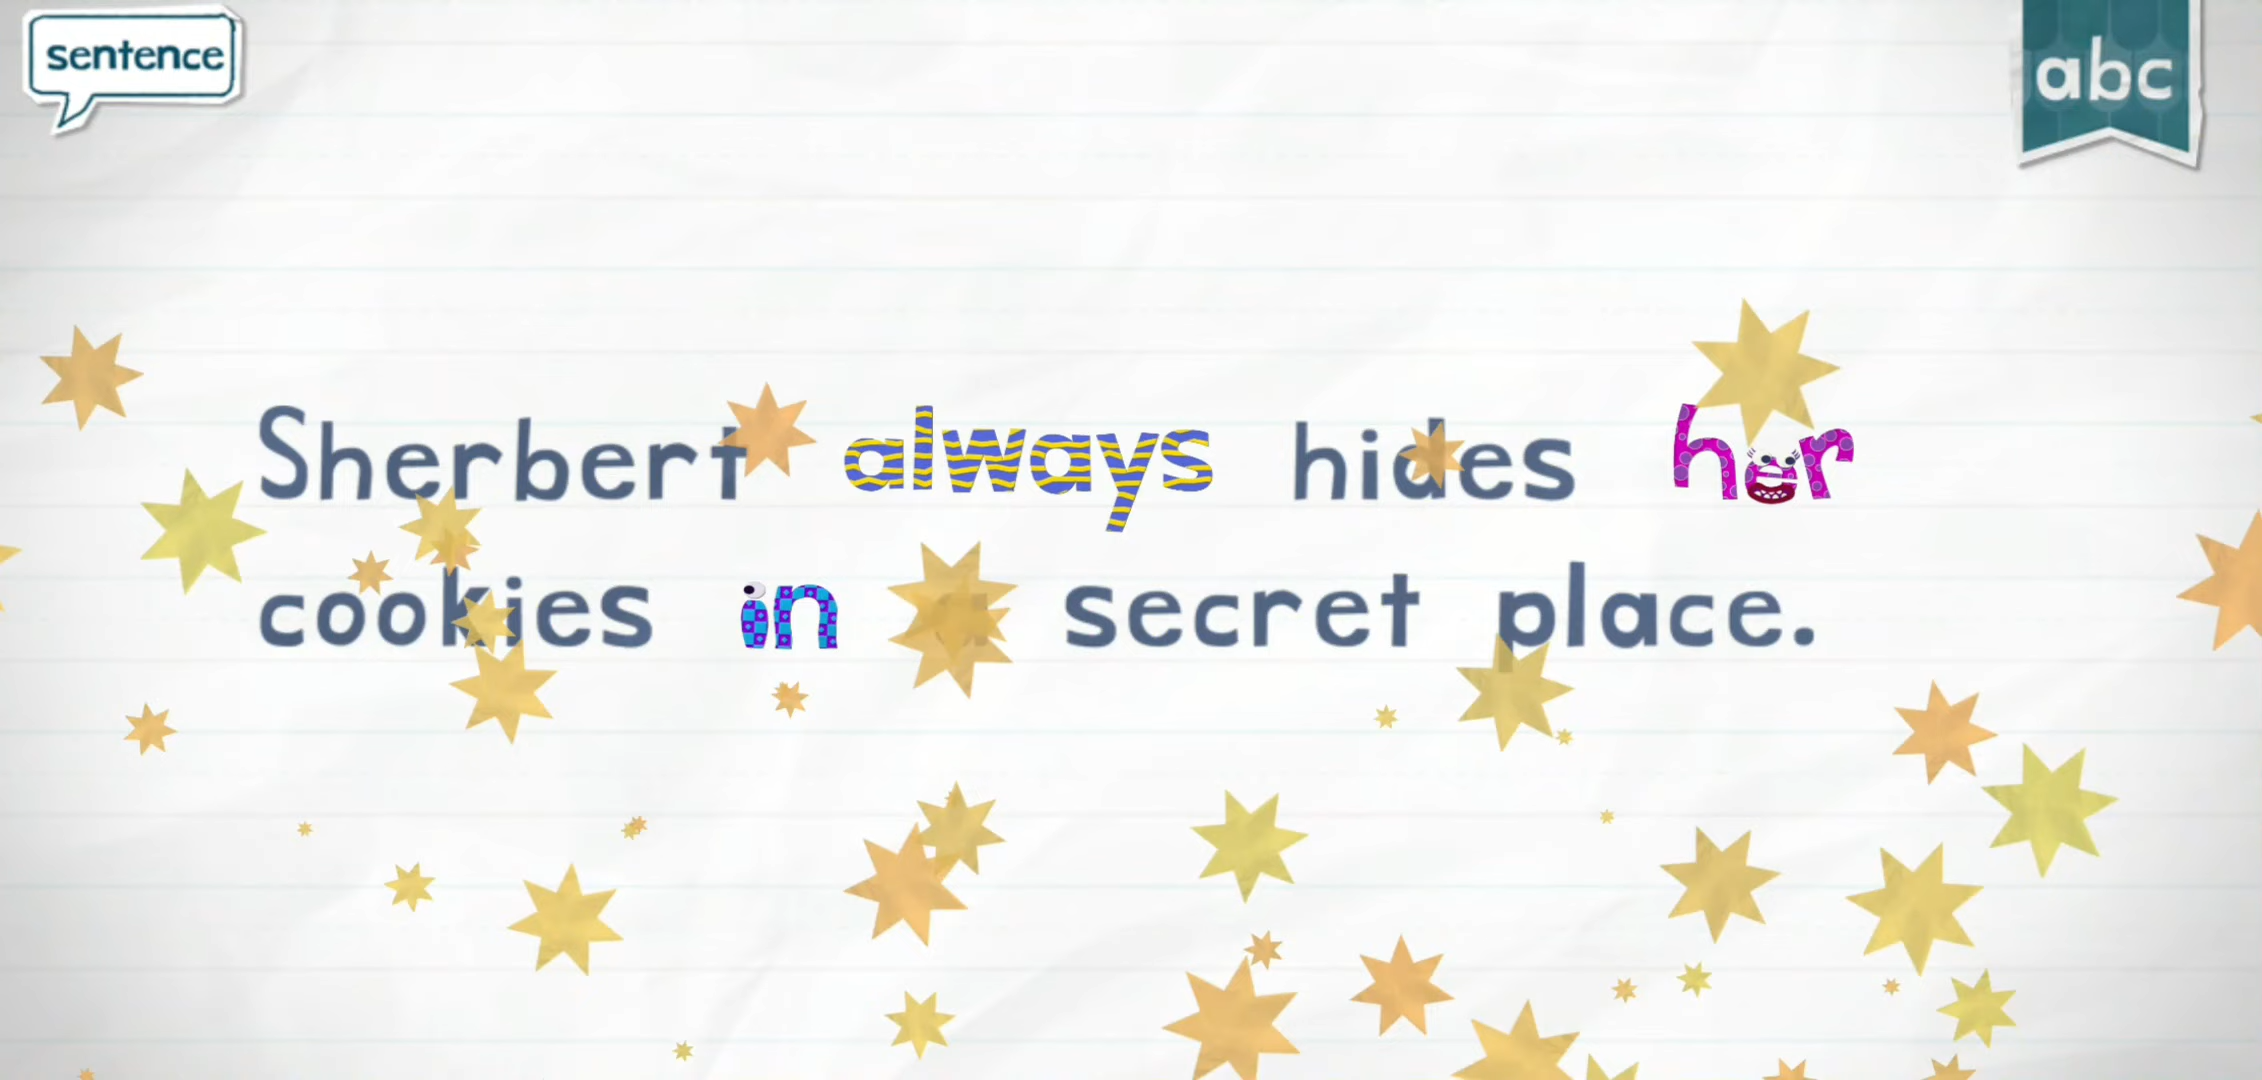 sentence
abc
Sherbert always hides her
cookies in a secret place.